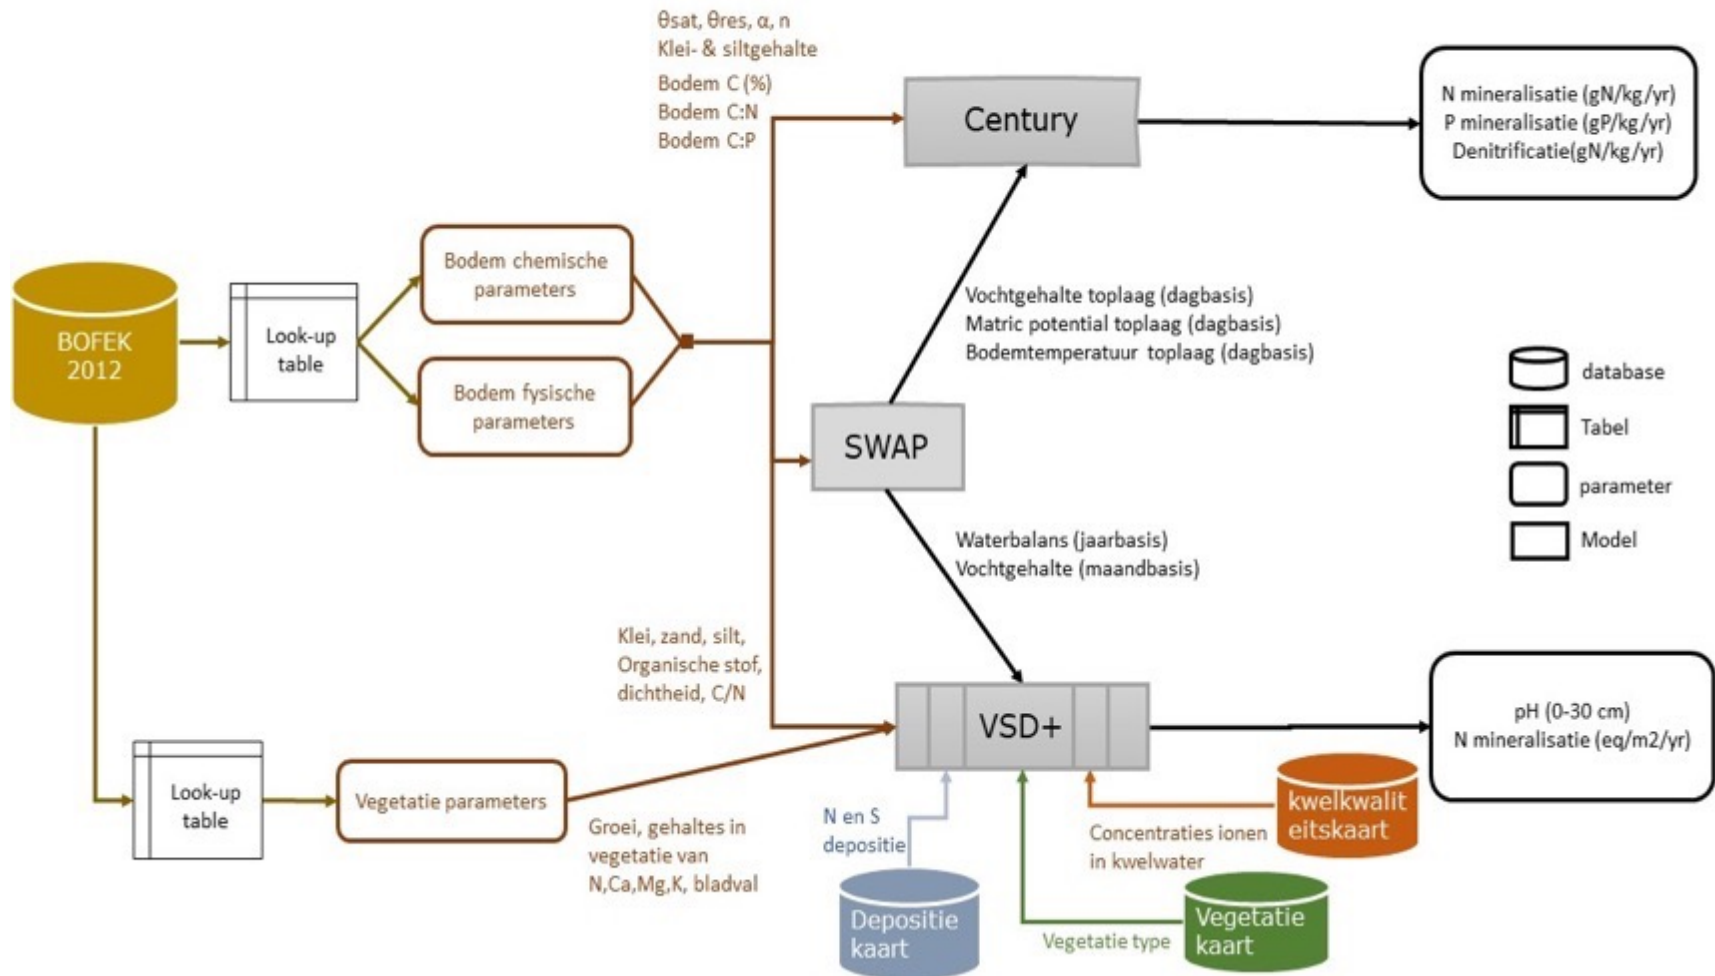 θsat, θres, α, n
Klei- & siltgehalte
Bodem C (%)
Bodem C:N
Bodem C:P
Century
N mineralisatie (gN/kg/yr)
P mineralisatie (gP/kg/yr)
Denitrificatie(gN/kg/yr)
BOFEK
2012
Look-up
table
Bodem chemische
parameters
Bodem fysische
parameters
Vochtgehalte toplaag (dagbasis)
Matric potential toplaag (dagbasis)
Bodemtemperatuur toplaag (dagbasis)
database
Tabel
parameter
Model
SWAP
Waterbalans (jaarbasis)
Vochtgehalte (maandbasis)
Klei, zand, silt,
Organische stof,
dichtheid, C/N
VSD+
pH (0-30 cm)
N mineralisatie (eq/m2/yr)
Look-up
table
Vegetatie parameters
Groei, gehaltes in
vegetatie van
N,Ca,Mg,K, bladval
N en S
depositie
Concentraties ionen
in kwelwater
kwelkwalit
eitskaart
Depositie
kaart
Vegetatie type
Vegetatie
kaart